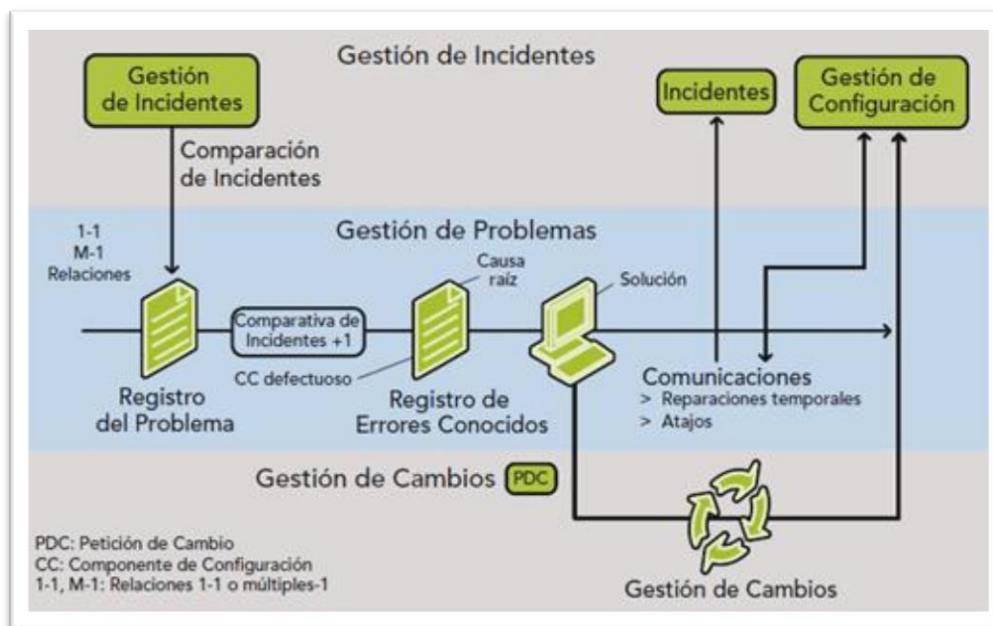 Gestión de Incidentes
Gestión
de Incidentes
Incidentes
Gestión de
Configuración
Comparación
de Incidentes
1-1
M-1
Relaciones
Gestión de Problemas
Causa
raíz
Solución
Comparativa de
Incidentes +1
CC defectuoso
Registro
del Problema
Registro de
Errores Conocidos
Comunicaciones
> Reparaciones temporales
> Atajos
Gestión de Cambios PDC
PDC: Petición de Cambio
CC: Componente de Configuración
1-1, M-1: Relaciones 1-1 o múltiples-1
Gestión de Cambios